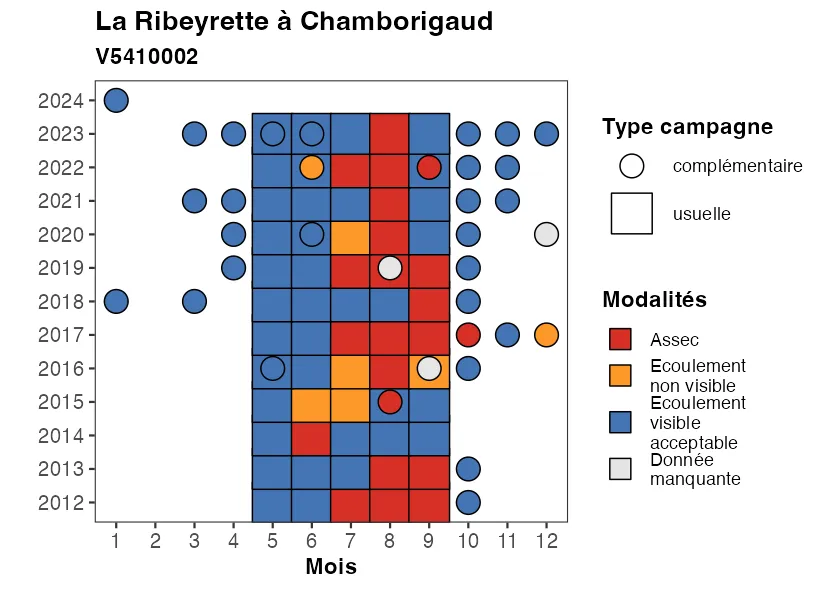 La Ribeyrette à Chamborigaud
V5410002
2024
2023
2022
2021
2020
2019
2018
2017
2016
2015
2014
2013
2012
1 2 3 4 5 6 7 8 9 10 11 12
Mois
Type campagne
complémentaire
usuelle
Modalités
Assec
Ecoulement
non visible
Ecoulement
visible
acceptable
Donnée
manquante